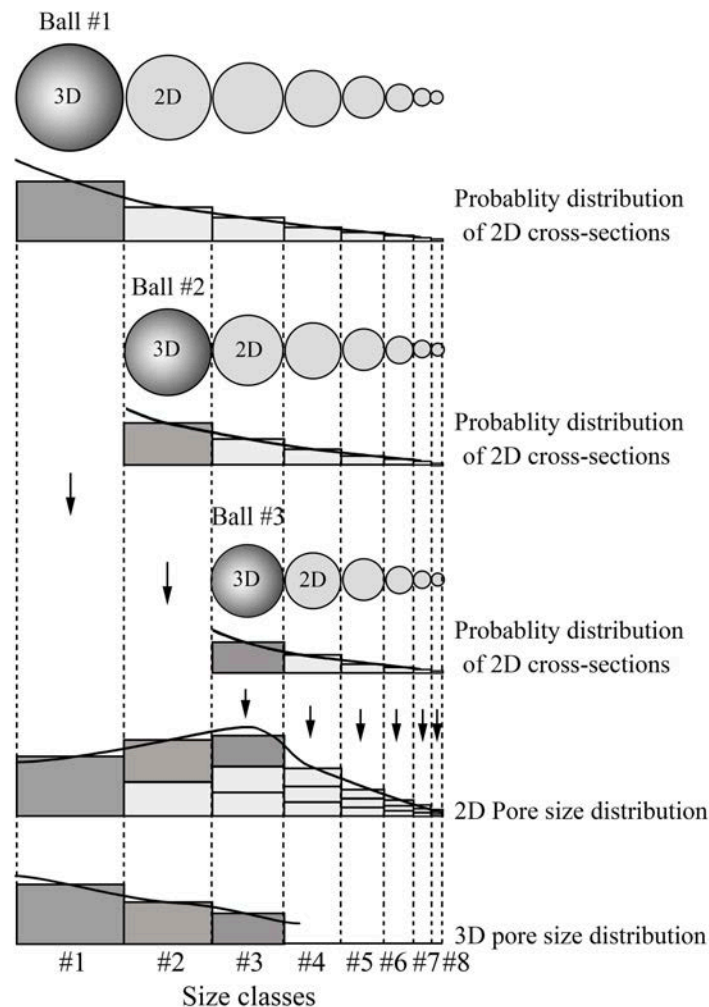 Ball #1
3D 2D
Probablity distribution
of 2D cross-sections
Ball #2
3D 2D
Probablity distribution
of 2D cross-sections
Ball #3
3D 2D
Probablity distribution
of 2D cross-sections
2D Pore size distribution
3D pore size distribution
#1 #2 #3 #4 #5 #6 #7 #8
Size classes